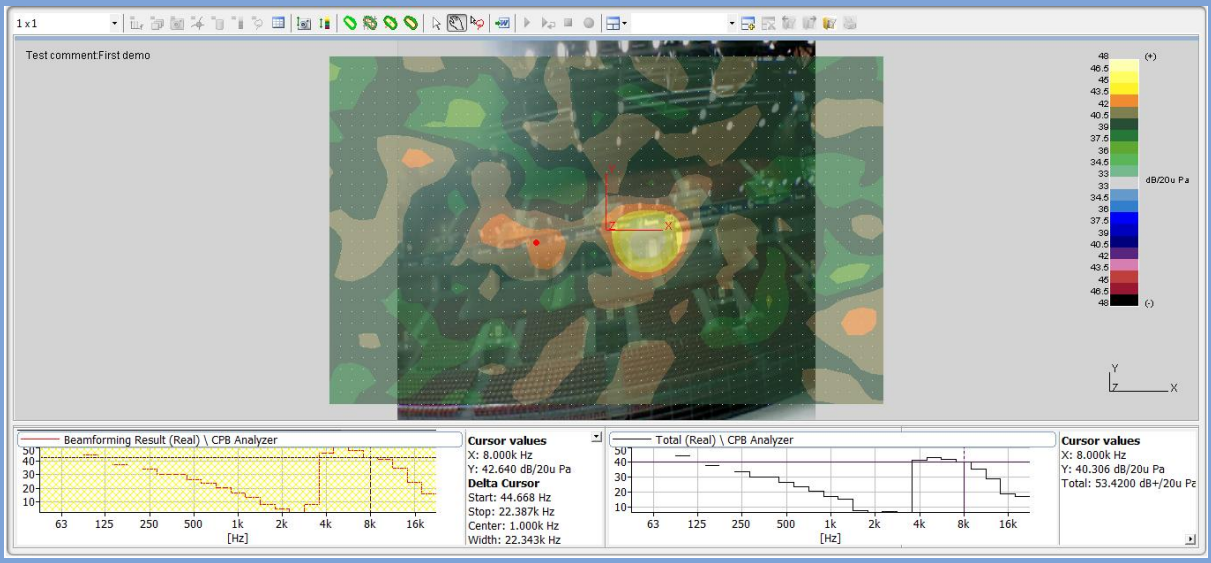 1 x 1
Test comment:First demo
48 (+)
46.5
45
43.5
42
40.5
39
37.5
36
34.5
33
dB/20u Pa
33
34.5
36
37.5
39
40.5
42
43.5
45
46.5
48 (-)
Z X
Y
Z X
Beamforming Result (Real) \ CPB Analyzer
50
40
30
20
10
63 125 250 500 1k 2k 4k 8k 16k
[Hz]
Cursor values
X: 8.000k Hz
Y: 42.640 dB/20u Pa
Delta Cursor
Start: 44.668 Hz
Stop: 22.387k Hz
Center: 1.000k Hz
Width: 22.343k Hz
Total (Real) \ CPB Analyzer
50
40
30
20
10
63 125 250 500 1k 2k 4k 8k 16k
[Hz]
Cursor values
X: 8.000k Hz
Y: 40.306 dB/20u Pa
Total: 53.4200 dB+/20u Pa